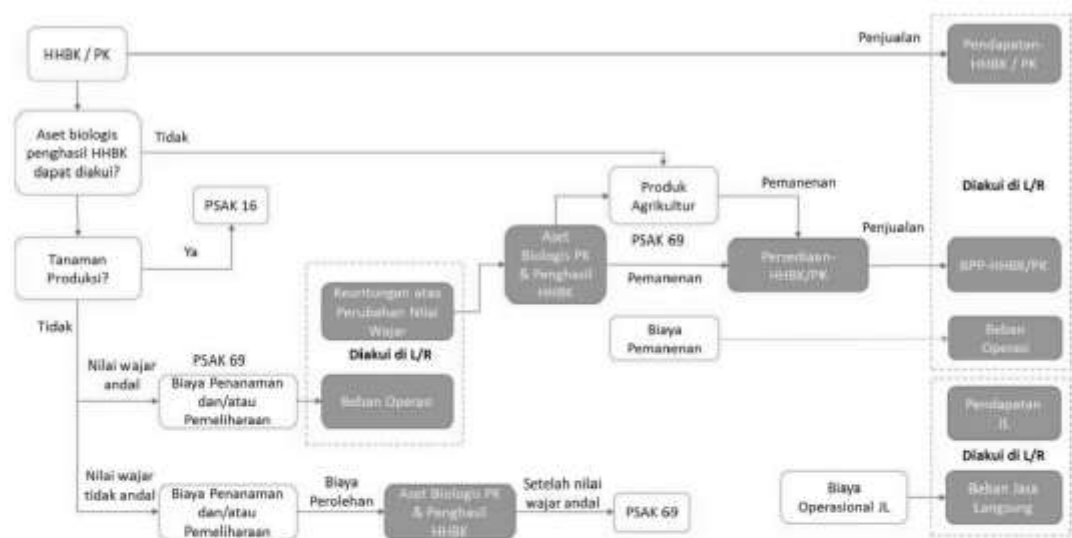 HHBK / PK
Penjualan
Pendapatan-
HHBK / PK
Aset biologis
penghasil HHBK
dapat diakui?
Tidak
Produk
Agrikultur
Pemanenan
Diakui di L/R
PSAK 16
Tanaman
Produksi?
Ya
Aset
Biologis PK
& Penghasil
HHBK
PSAK 69
Pemanenan
Persediaan-
HHBK/PK
Penjualan
BPP-HHBK/PK
Keuntungan atas
Perubahan Nilai
Wajar
Diakui di L/R
Beban Operasi
Tidak
Biaya
Pemanenan
Beban
Operasi
Nilai wajar
andal
PSAK 69
Biaya Penanaman
dan/atau
Pemeliharaan
Pendapatan
JL
Diakui di L/R
Nilai wajar
tidak andal
Biaya Penanaman
dan/atau
Pemeliharaan
Biaya
Perolehan
Aset Biologis PK
& Penghasil
HHBK
Setelah nilai
wajar andal
PSAK 69
Biaya
Operasional JL
Beban Jasa
Langsung